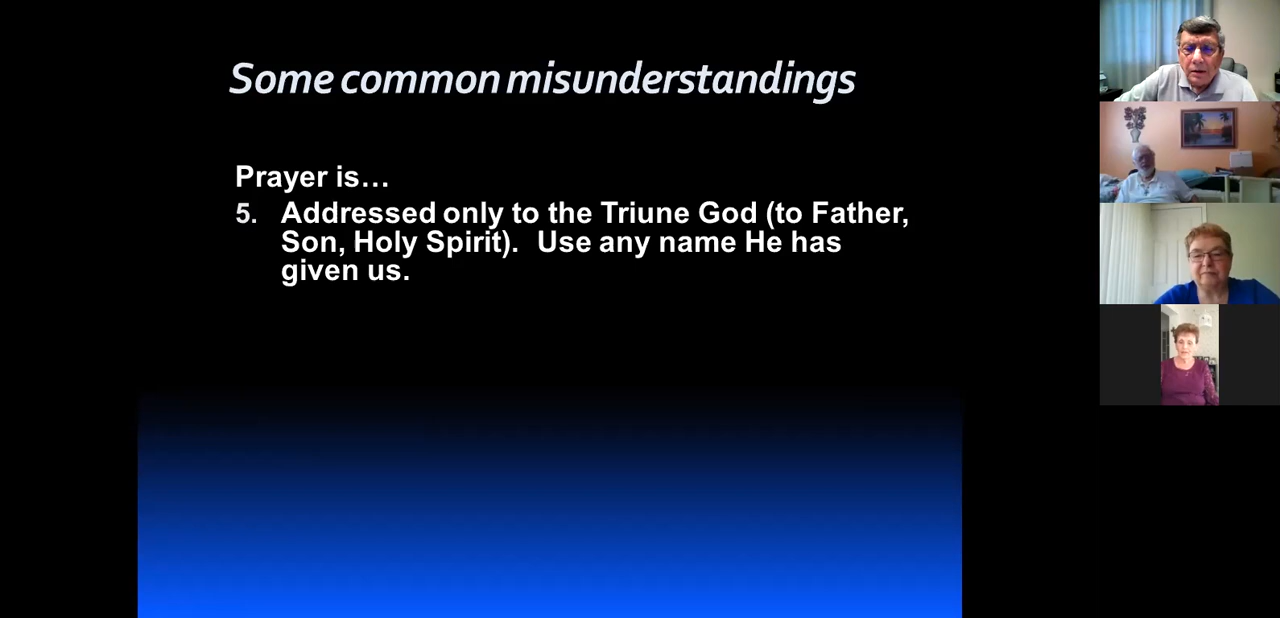 Some common misunderstandings
Prayer is…
5. Addressed only to the Triune God (to Father,
Son, Holy Spirit). Use any name He has
given us.